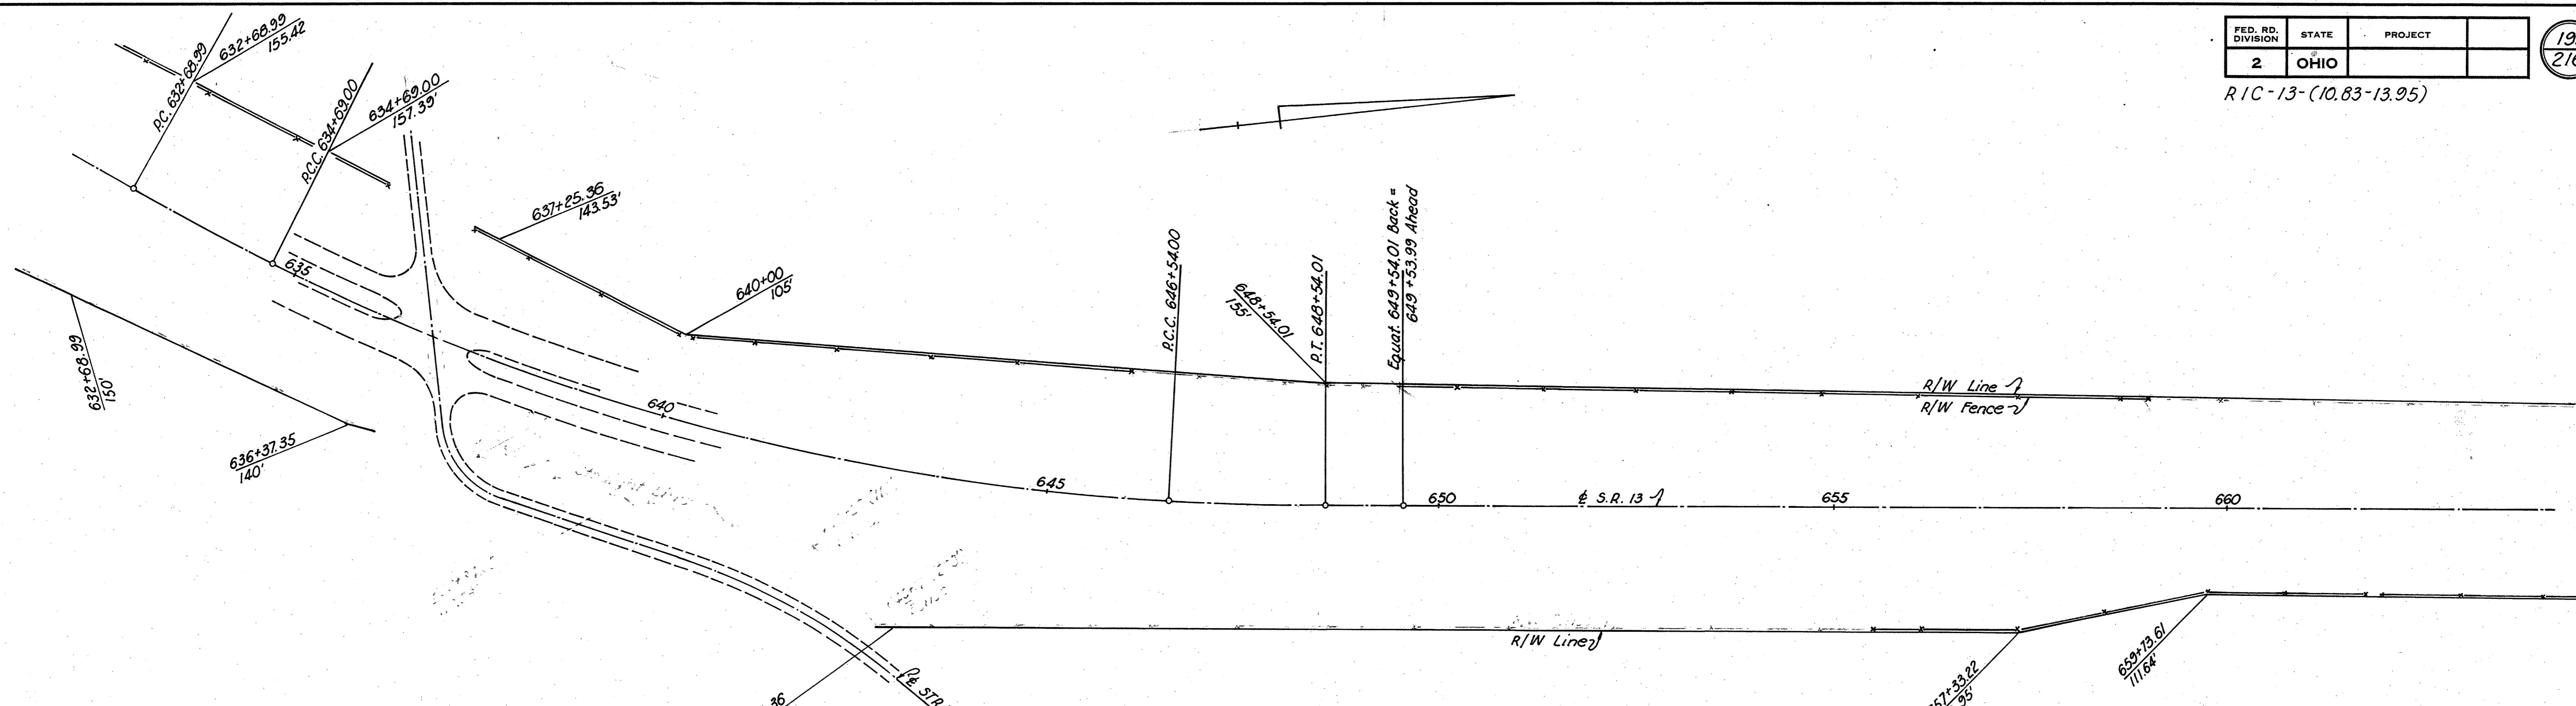 FED. RD. DIVISION
STATE
PROJECT
2
OHIO
RIC-13-(10.83-13.95)
P.C. 632+68.99
632+68.99
155.42
P.C.C. 634+69.00
634+69.00
157.39'
637+25.36
143.53'
640+00
105'
P.C.C. 646+54.00
648+54.01
155'
P.T. 648+54.01
Equat. 649+54.01 Back =
649+53.99 Ahead
R/W Line
R/W Fence
635
640
645
650
℄ S.R. 13
655
660
632+68.99
150'
636+37.35
140'
R/W Line
659+73.61
111.64'